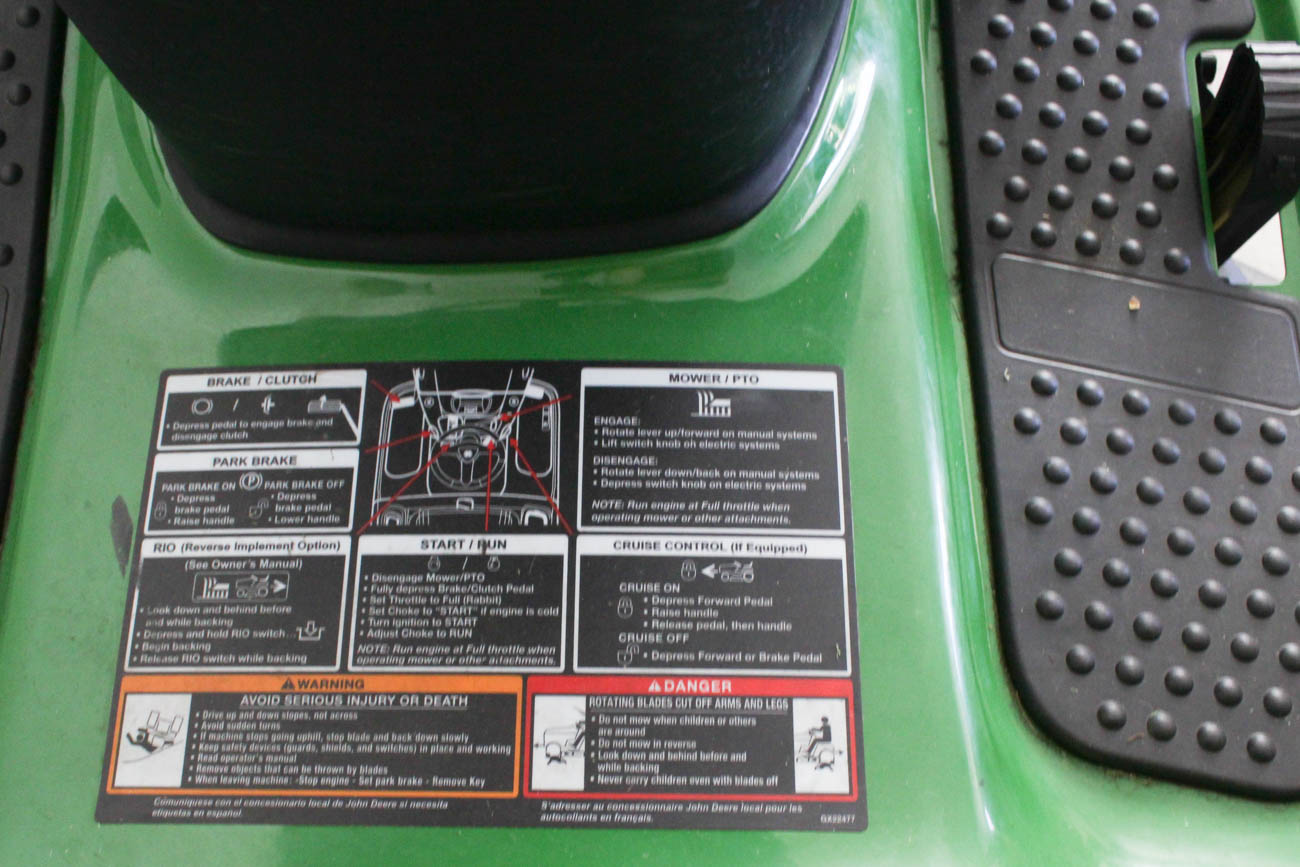 BRAKE / CLUTCH
/
• Depress pedal to engage brake and
disengage clutch
PARK BRAKE
PARK BRAKE ON P PARK BRAKE OFF
• Depress • Depress
brake pedal brake pedal
• Raise handle • Lower handle
MOWER / PTO
ENGAGE:
• Rotate lever up/forward on manual systems
• Lift switch knob on electric systems
DISENGAGE:
• Rotate lever down/back on manual systems
• Depress switch knob on electric systems
NOTE: Run engine at Full throttle when
operating mower or other attachments.
RIO (Reverse Implement Option)
(See Owner's Manual)
• Look down and behind before
and while backing
• Depress and hold RIO switch...
• Begin backing
• Release RIO switch while backing
START / RUN
/
• Disengage Mower/PTO
• Fully depress Brake/Clutch Pedal
• Set Throttle to Full (Rabbit)
• Set Choke to "START" if engine is cold
• Turn ignition to START
• Adjust Choke to RUN
NOTE: Run engine at Full throttle when
operating mower or other attachments.
CRUISE CONTROL (If Equipped)
CRUISE ON
• Depress Forward Pedal
• Raise handle
• Release pedal, then handle
CRUISE OFF
• Depress Forward or Brake Pedal
WARNING
AVOID SERIOUS INJURY OR DEATH
• Drive up and down slopes, not across
• Avoid sudden turns
• If machine stops going uphill, stop blade and back down slowly
• Keep safety devices (guards, shields, and switches) in place and working
• Read operator's manual
• Remove objects that can be thrown by blades
• When leaving machine -Stop engine - Set park brake - Remove Key
DANGER
ROTATING BLADES CUT OFF ARMS AND LEGS
• Do not mow when children or others
are around
• Do not mow in reverse
• Look down and behind before and
while backing
• Never carry children even with blades off
Comuníquese con el concesionario local de John Deere si necesita
etiquetas en español.
S'adresser au concessionnaire John Deere local pour les
autocollants en français.
GX22477